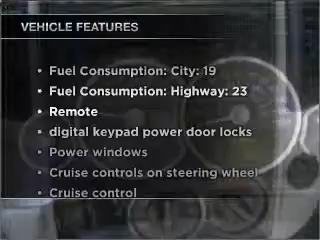 VEHICLE FEATURES
• Fuel Consumption: City: 19
• Fuel Consumption: Highway: 23
• Remote
• digital keypad power door locks
• Power windows
• Cruise controls on steering wheel
• Cruise control